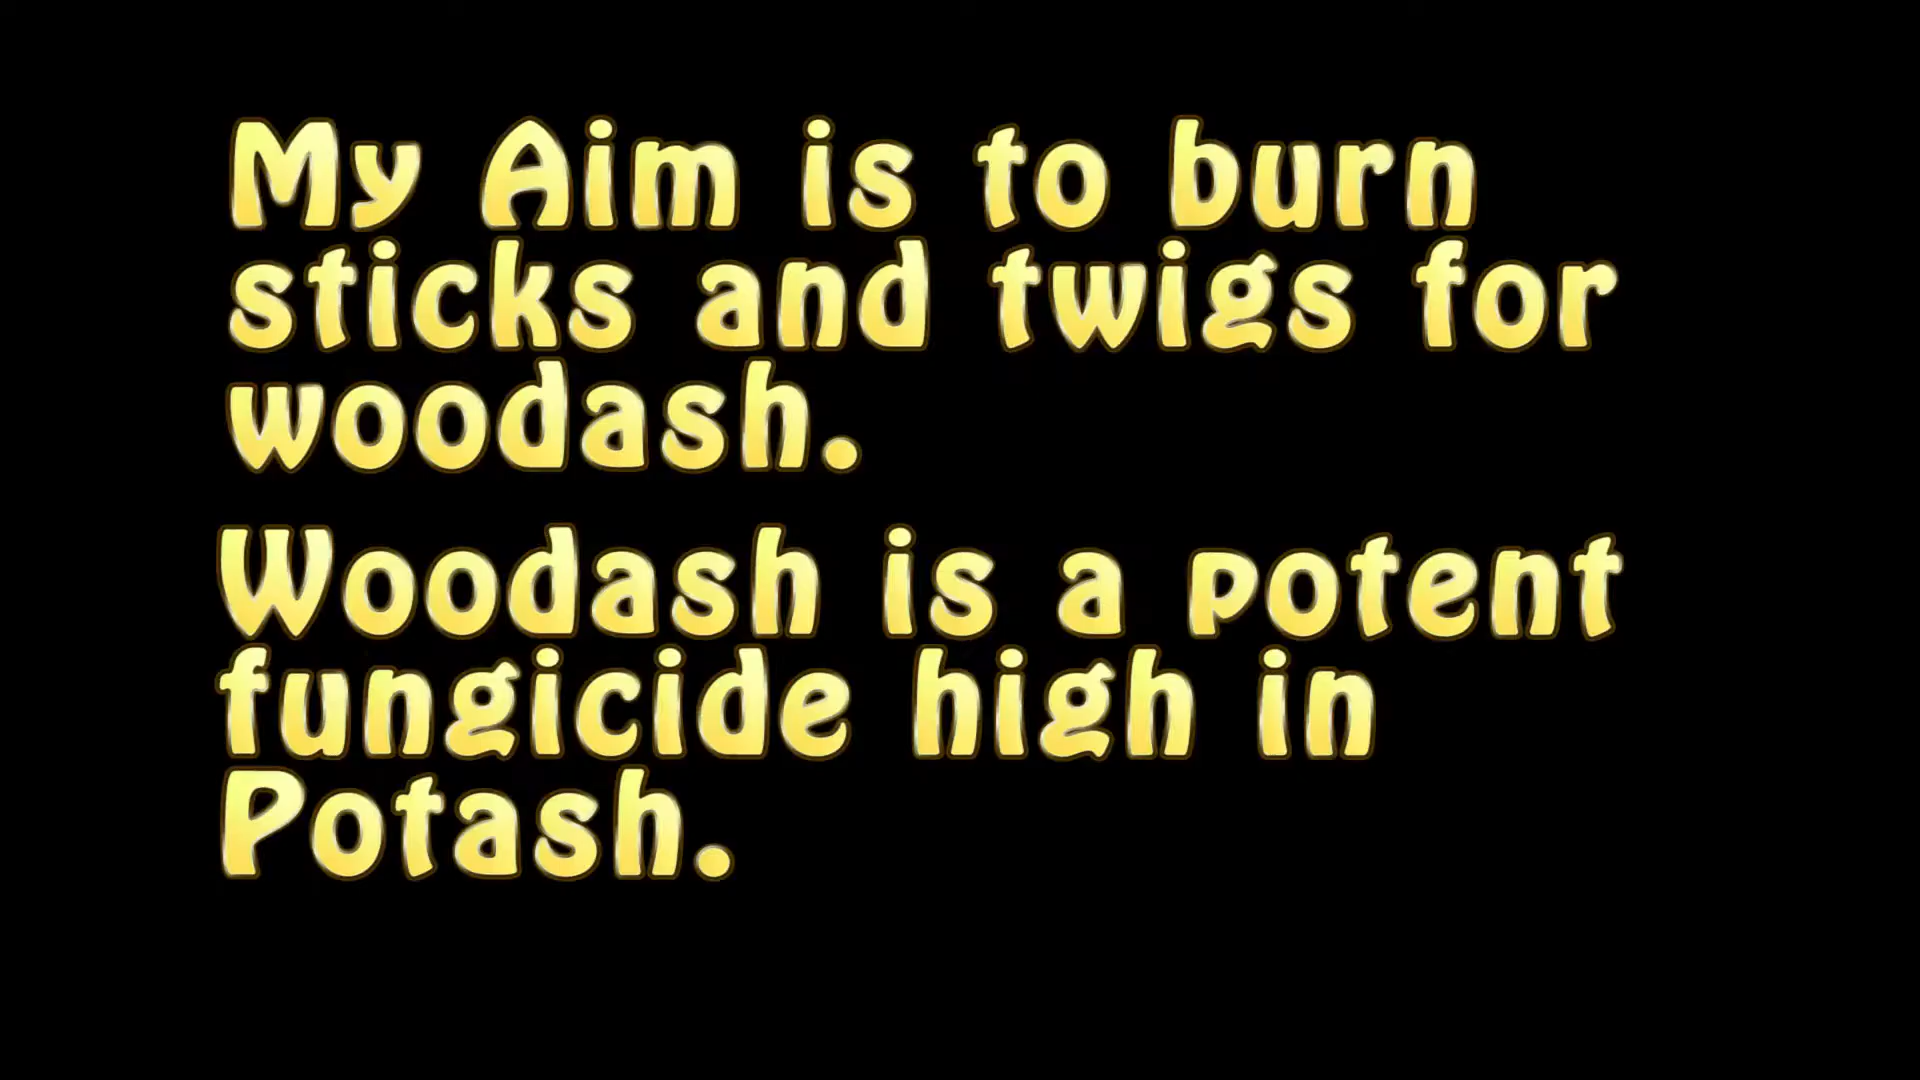 My Aim is to burn
sticks and twigs for
woodash.
Woodash is a potent
fungicide high in
Potash.